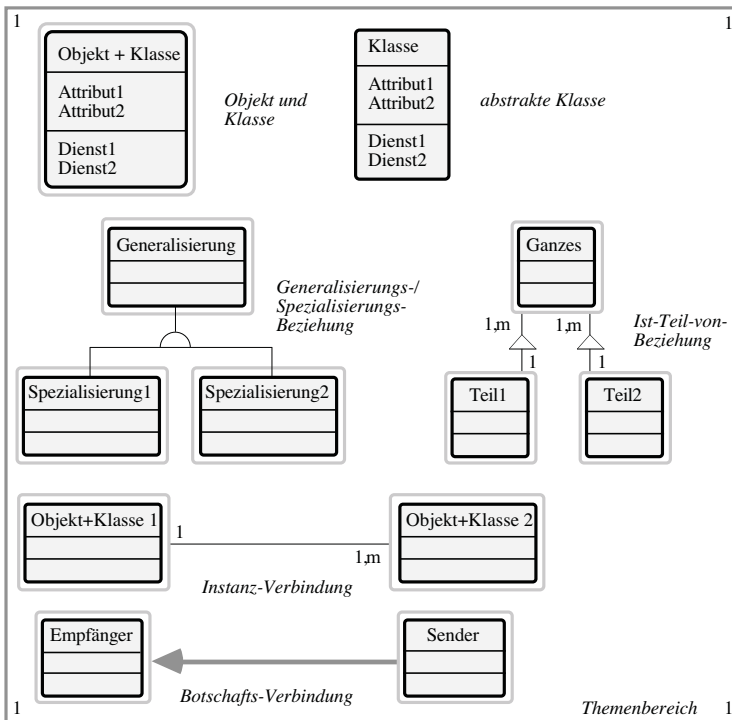 1
1
Objekt + Klasse
Attribut1
Attribut2
Dienst1
Dienst2
Objekt und
Klasse
Klasse
Attribut1
Attribut2
Dienst1
Dienst2
abstrakte Klasse
Generalisierung
Generalisierungs-/
Spezialisierungs-
Beziehung
Spezialisierung1
Spezialisierung2
Ganzes
1,m
1,m
1
1
Ist-Teil-von-
Beziehung
Teil1
Teil2
Objekt+Klasse 1
1
1,m
Objekt+Klasse 2
Instanz-Verbindung
Empfänger
Sender
Botschafts-Verbindung
1
Themenbereich
1